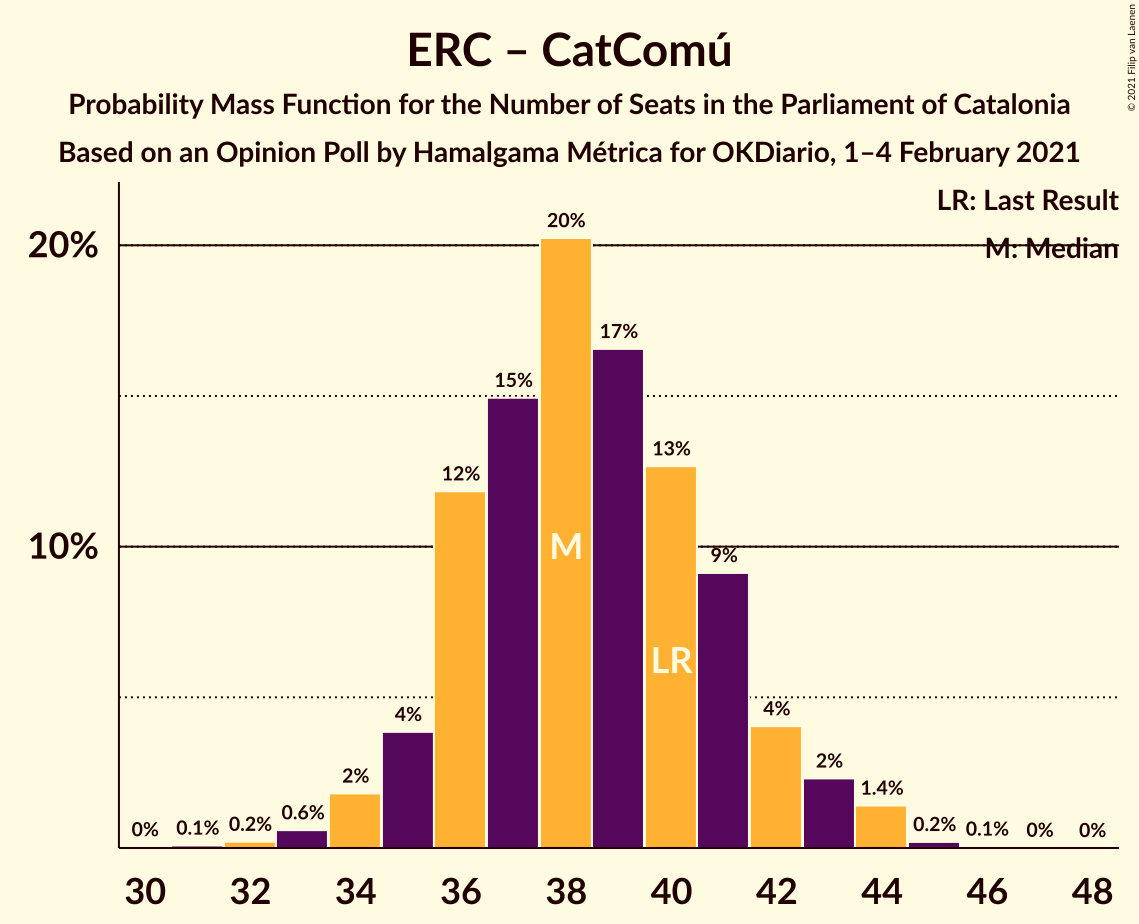 © 2021 Filip van Laenen
ERC – CatComú
Probability Mass Function for the Number of Seats in the Parliament of Catalonia
Based on an Opinion Poll by Hamalgama Métrica for OKDiario, 1–4 February 2021
LR: Last Result
M: Median
20%
10%
0%
0.1%
0.2%
0.6%
2%
4%
12%
15%
20%
17%
13%
9%
4%
2%
1.4%
0.2%
0.1%
0%
0%
M
LR
30 32 34 36 38 40 42 44 46 48